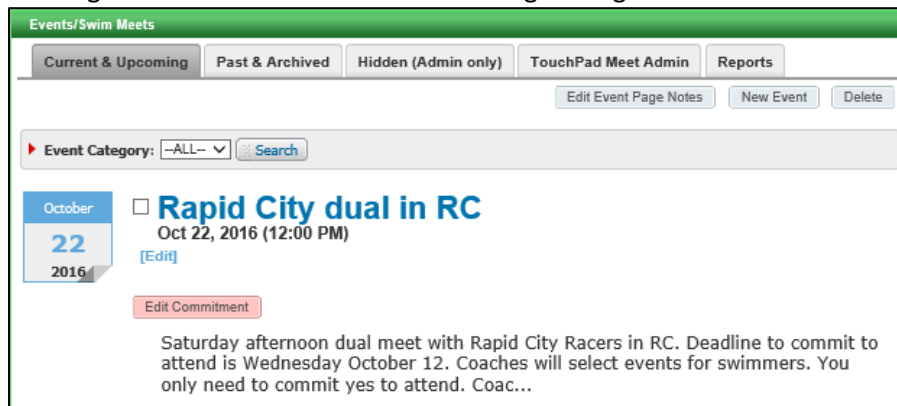 Events/Swim Meets
Current & Upcoming Past & Archived Hidden (Admin only) TouchPad Meet Admin Reports
Edit Event Page Notes New Event Delete
Event Category: --ALL-- Search
October
22
2016
Rapid City dual in RC
Oct 22, 2016 (12:00 PM)
[Edit]
Edit Commitment
Saturday afternoon dual meet with Rapid City Racers in RC. Deadline to commit to
attend is Wednesday October 12. Coaches will select events for swimmers. You
only need to commit yes to attend. Coac...